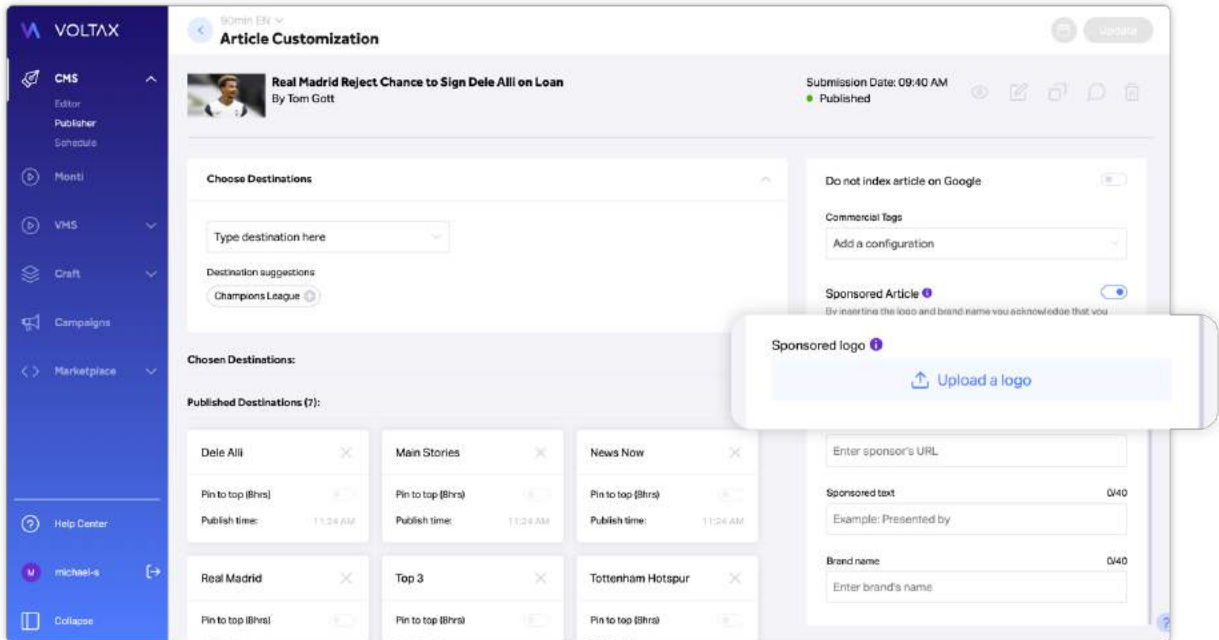 VOLTAX
CMS
Editor
Publisher
Schedule
Monti
VMS
Craft
Campaigns
Marketplace
Help Center
M
michael-s
Collapse
90min EN
Article Customization
Update
Real Madrid Reject Chance to Sign Dele Alli on Loan
By Tom Gott
Submission Date: 09:40 AM
Published
Choose Destinations
Type destination here
Destination suggestions
Champions League
Chosen Destinations:
Published Destinations (7):
Dele Alli
Pin to top (8hrs)
Publish time: 11:24 AM
Main Stories
Pin to top (8hrs)
Publish time: 11:24 AM
News Now
Pin to top (8hrs)
Publish time: 11:24 AM
Real Madrid
Pin to top (8hrs)
Top 3
Pin to top (8hrs)
Tottenham Hotspur
Pin to top (8hrs)
Do not index article on Google
Commercial Tags
Add a configuration
Sponsored Article
By inserting the logo and brand name you acknowledge that you
Sponsored logo
Upload a logo
Enter sponsor's URL
Sponsored text 0/40
Example: Presented by
Brand name 0/40
Enter brand's name
?